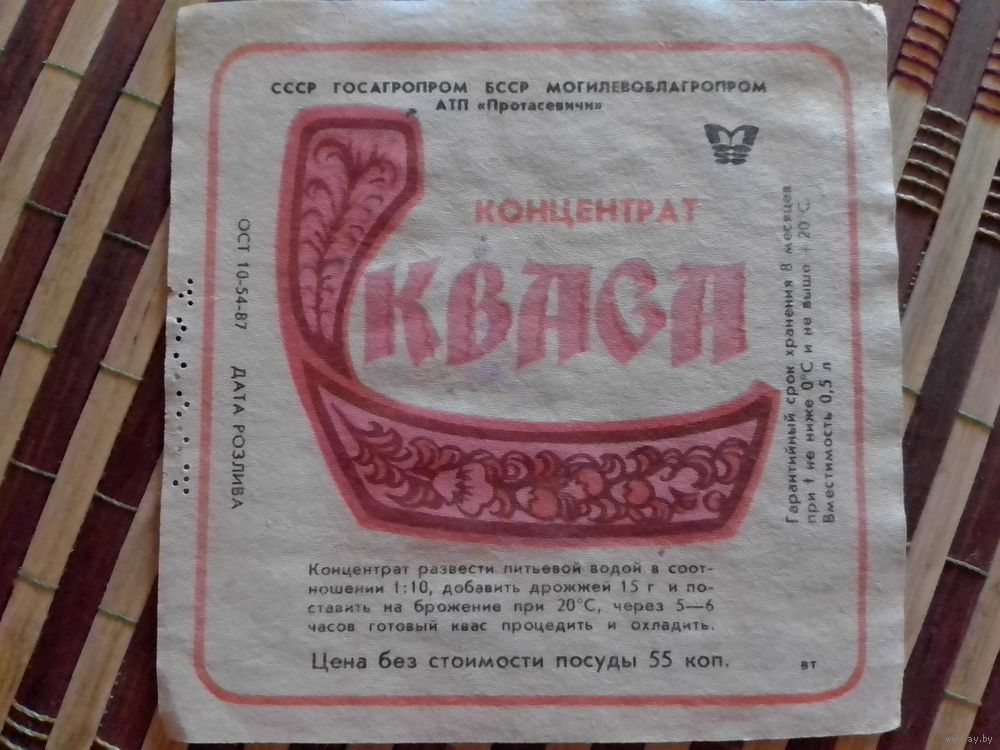 СССР ГОСАГРОПРОМ БССР МОГИЛЕВОБЛАГРОПРОМ
АТП «Протасевичи»
КОНЦЕНТРАТ
КВАСА
ОСТ 10-54-87 ДАТА РОЗЛИВА
Гарантийный срок хранения 8 месяцев
при t не ниже 0°С и не выше +20°С.
Вместимость 0,5 л
Концентрат развести питьевой водой в соот-
ношении 1:10, добавить дрожжей 15 г и по-
ставить на брожение при 20°С, через 5—6
часов готовый квас процедить и охладить.
Цена без стоимости посуды 55 коп.
вт
www.ay.by